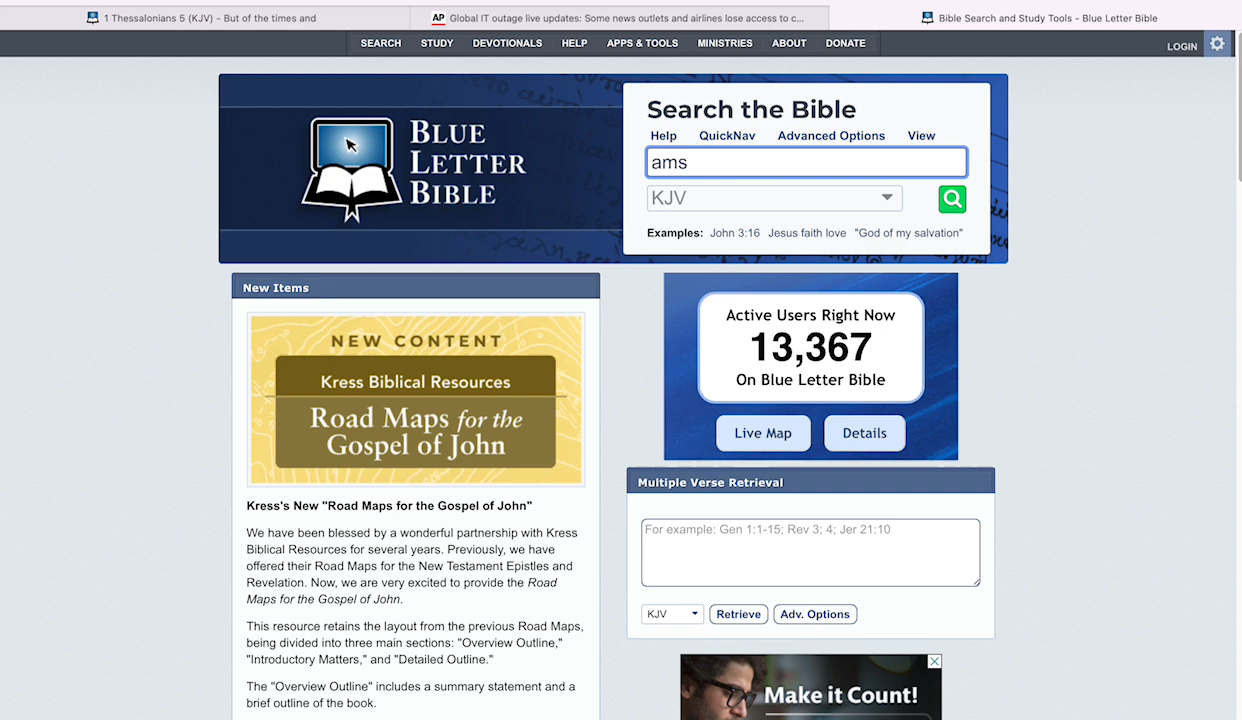 1 Thessalonians 5 (KJV) - But of the times and
AP Global IT outage live updates: Some news outlets and airlines lose access to c...
Bible Search and Study Tools - Blue Letter Bible
SEARCH STUDY DEVOTIONALS HELP APPS & TOOLS MINISTRIES ABOUT DONATE
LOGIN
BLUE
LETTER
BIBLE
Search the Bible
Help QuickNav Advanced Options View
ams
KJV
Examples: John 3:16 Jesus faith love "God of my salvation"
New Items
NEW CONTENT
Kress Biblical Resources
Road Maps for the
Gospel of John
Kress's New "Road Maps for the Gospel of John"
We have been blessed by a wonderful partnership with Kress
Biblical Resources for several years. Previously, we have
offered their Road Maps for the New Testament Epistles and
Revelation. Now, we are very excited to provide the Road
Maps for the Gospel of John.
This resource retains the layout from the previous Road Maps,
being divided into three main sections: "Overview Outline,"
"Introductory Matters," and "Detailed Outline."
The "Overview Outline" includes a summary statement and a
brief outline of the book.
Active Users Right Now
13,367
On Blue Letter Bible
Live Map Details
Multiple Verse Retrieval
For example: Gen 1:1-15; Rev 3; 4; Jer 21:10
KJV Retrieve Adv. Options
Make it Count!